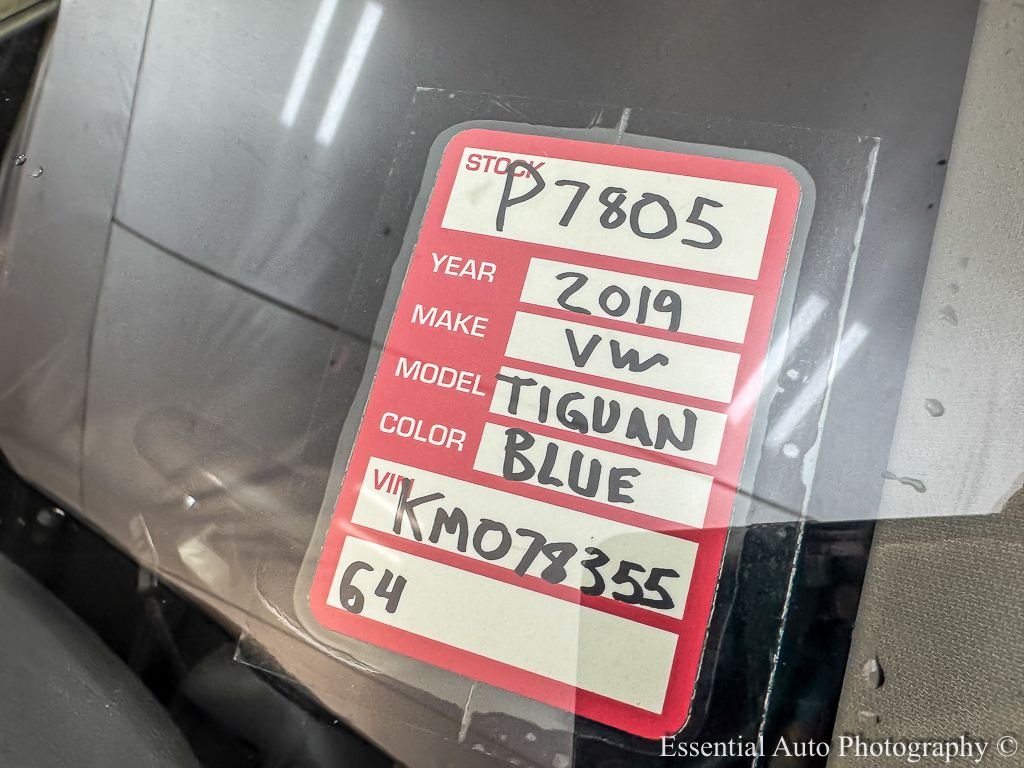 STOCK P7805
YEAR 2019
MAKE VW
MODEL TIGUAN
COLOR BLUE
VIN KM078355
64
Essential Auto Photography ©